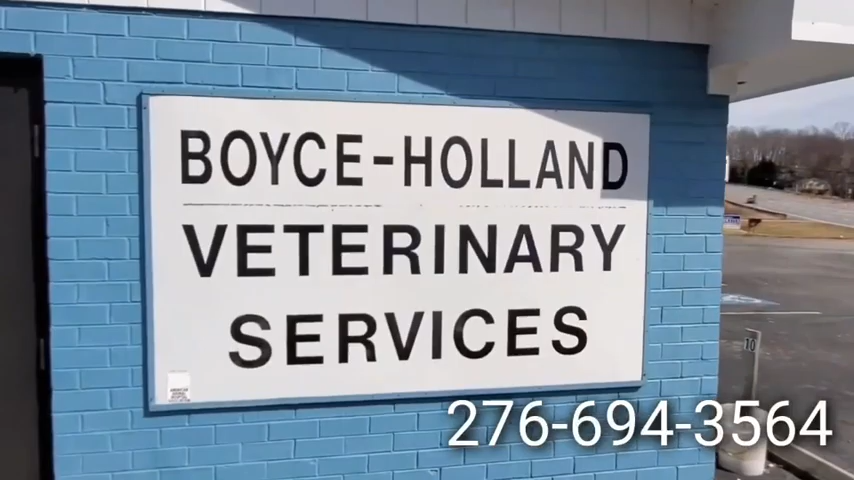 BOYCE-HOLLAND
VETERINARY
SERVICES
10
276-694-3564